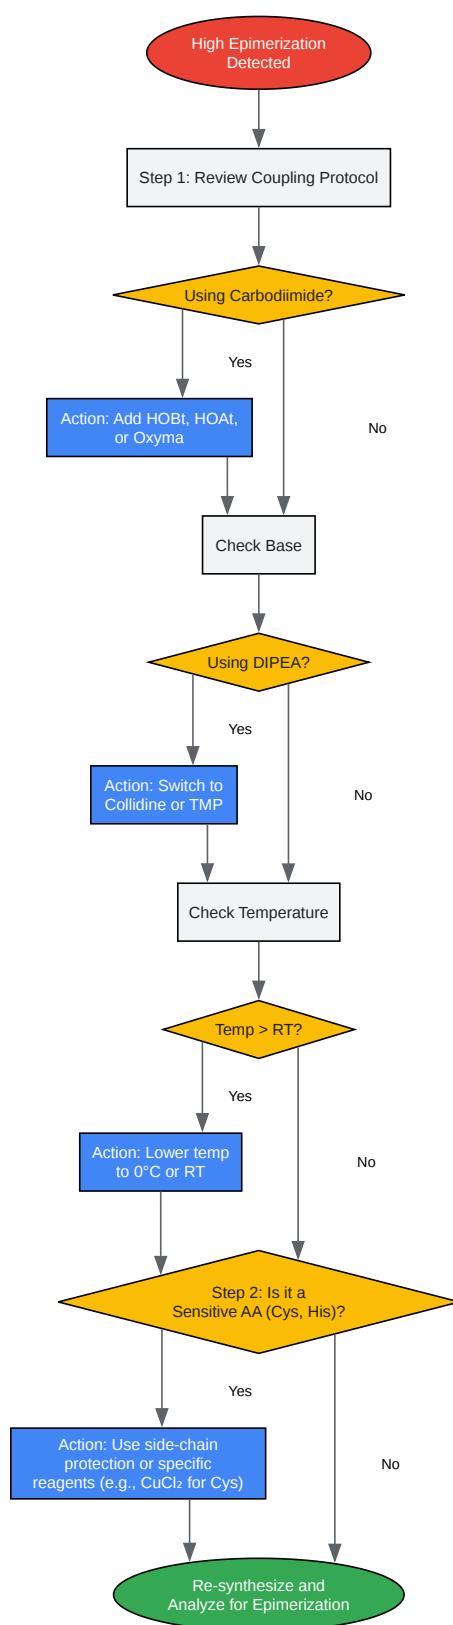 High Epimerization
Detected
Step 1: Review Coupling Protocol
Using Carbodiimide?
Yes
Action: Add HOBt, HOAt,
or Oxyma
No
Check Base
Using DIPEA?
Yes
Action: Switch to
Collidine or TMP
No
Check Temperature
Temp > RT?
Yes
Action: Lower temp
to 0°C or RT
No
Step 2: Is it a
Sensitive AA (Cys, His)?
Yes
Action: Use side-chain
protection or specific
reagents (e.g., CuCl₂ for Cys)
No
Re-synthesize and
Analyze for Epimerization